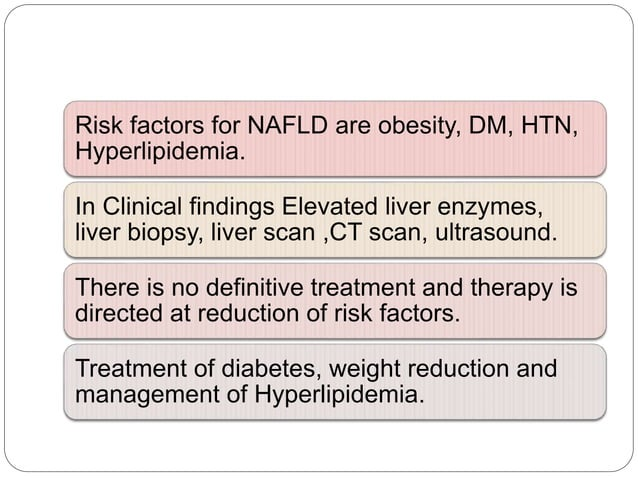 Risk factors for NAFLD are obesity, DM, HTN,
Hyperlipidemia.
In Clinical findings Elevated liver enzymes,
liver biopsy, liver scan ,CT scan, ultrasound.
There is no definitive treatment and therapy is
directed at reduction of risk factors.
Treatment of diabetes, weight reduction and
management of Hyperlipidemia.